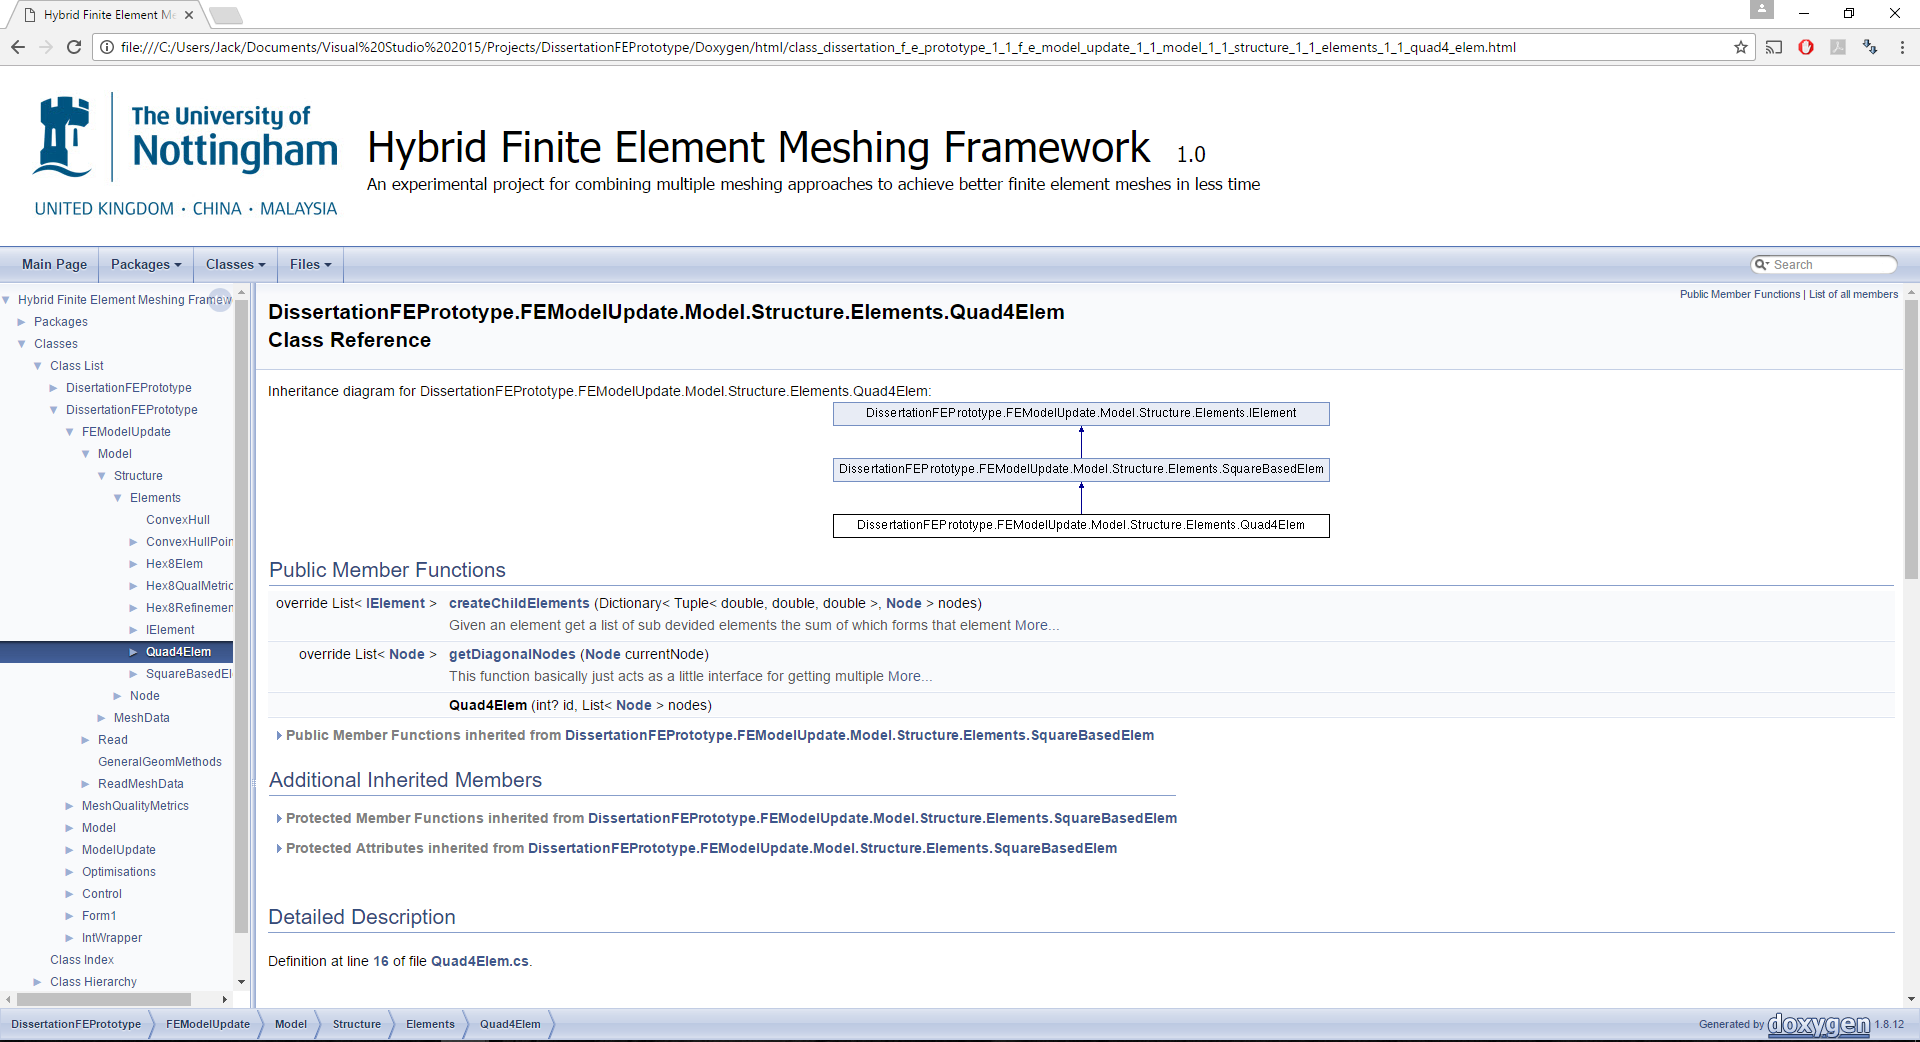 Hybrid Finite Element Me
file:///C:/Users/Jack/Documents/Visual%20Studio%202015/Projects/DissertationFEPrototype/Doxygen/html/class_dissertation_f_e_prototype_1_1_f_e_model_update_1_1_model_1_1_structure_1_1_elements_1_1_quad4_elem.html
The University of
Nottingham
UNITED KINGDOM · CHINA · MALAYSIA
Hybrid Finite Element Meshing Framework 1.0
An experimental project for combining multiple meshing approaches to achieve better finite element meshes in less time
Main Page Packages Classes Files Search
Hybrid Finite Element Meshing Framew
Packages
Classes
Class List
DisertationFEPrototype
DissertationFEPrototype
FEModelUpdate
Model
Structure
Elements
ConvexHull
ConvexHullPoin
Hex8Elem
Hex8QualMetric
Hex8Refinemen
IElement
Quad4Elem
SquareBasedEl
Node
MeshData
Read
GeneralGeomMethods
ReadMeshData
MeshQualityMetrics
Model
ModelUpdate
Optimisations
Control
Form1
IntWrapper
Class Index
Class Hierarchy
Public Member Functions | List of all members
DissertationFEPrototype.FEModelUpdate.Model.Structure.Elements.Quad4Elem
Class Reference
Inheritance diagram for DissertationFEPrototype.FEModelUpdate.Model.Structure.Elements.Quad4Elem:
DissertationFEPrototype.FEModelUpdate.Model.Structure.Elements.IElement
DissertationFEPrototype.FEModelUpdate.Model.Structure.Elements.SquareBasedElem
DissertationFEPrototype.FEModelUpdate.Model.Structure.Elements.Quad4Elem
Public Member Functions
override List< IElement > createChildElements (Dictionary< Tuple< double, double, double >, Node > nodes)
Given an element get a list of sub devided elements the sum of which forms that element More...
override List< Node > getDiagonalNodes (Node currentNode)
This function basically just acts as a little interface for getting multiple More...
Quad4Elem (int? id, List< Node > nodes)
Public Member Functions inherited from DissertationFEPrototype.FEModelUpdate.Model.Structure.Elements.SquareBasedElem
Additional Inherited Members
Protected Member Functions inherited from DissertationFEPrototype.FEModelUpdate.Model.Structure.Elements.SquareBasedElem
Protected Attributes inherited from DissertationFEPrototype.FEModelUpdate.Model.Structure.Elements.SquareBasedElem
Detailed Description
Definition at line 16 of file Quad4Elem.cs.
DissertationFEPrototype FEModelUpdate Model Structure Elements Quad4Elem
Generated by doxygen 1.8.12